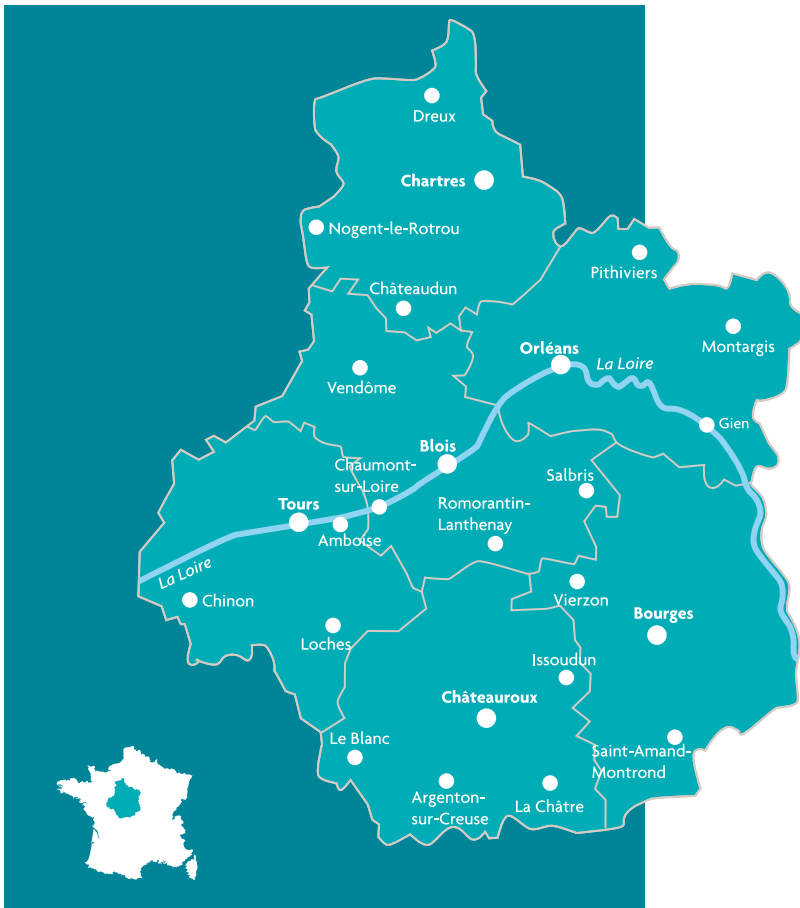 Dreux
Chartres
Nogent-le-Rotrou
Pithiviers
Châteaudun
Montargis
Orléans
La Loire
Vendôme
Gien
Blois
Chaumont-
sur-Loire
Salbris
Tours
Romorantin-
Lanthenay
Amboise
La Loire
Chinon
Vierzon
Bourges
Loches
Issoudun
Châteauroux
Le Blanc
Saint-Amand-
Montrond
Argenton-
sur-Creuse
La Châtre